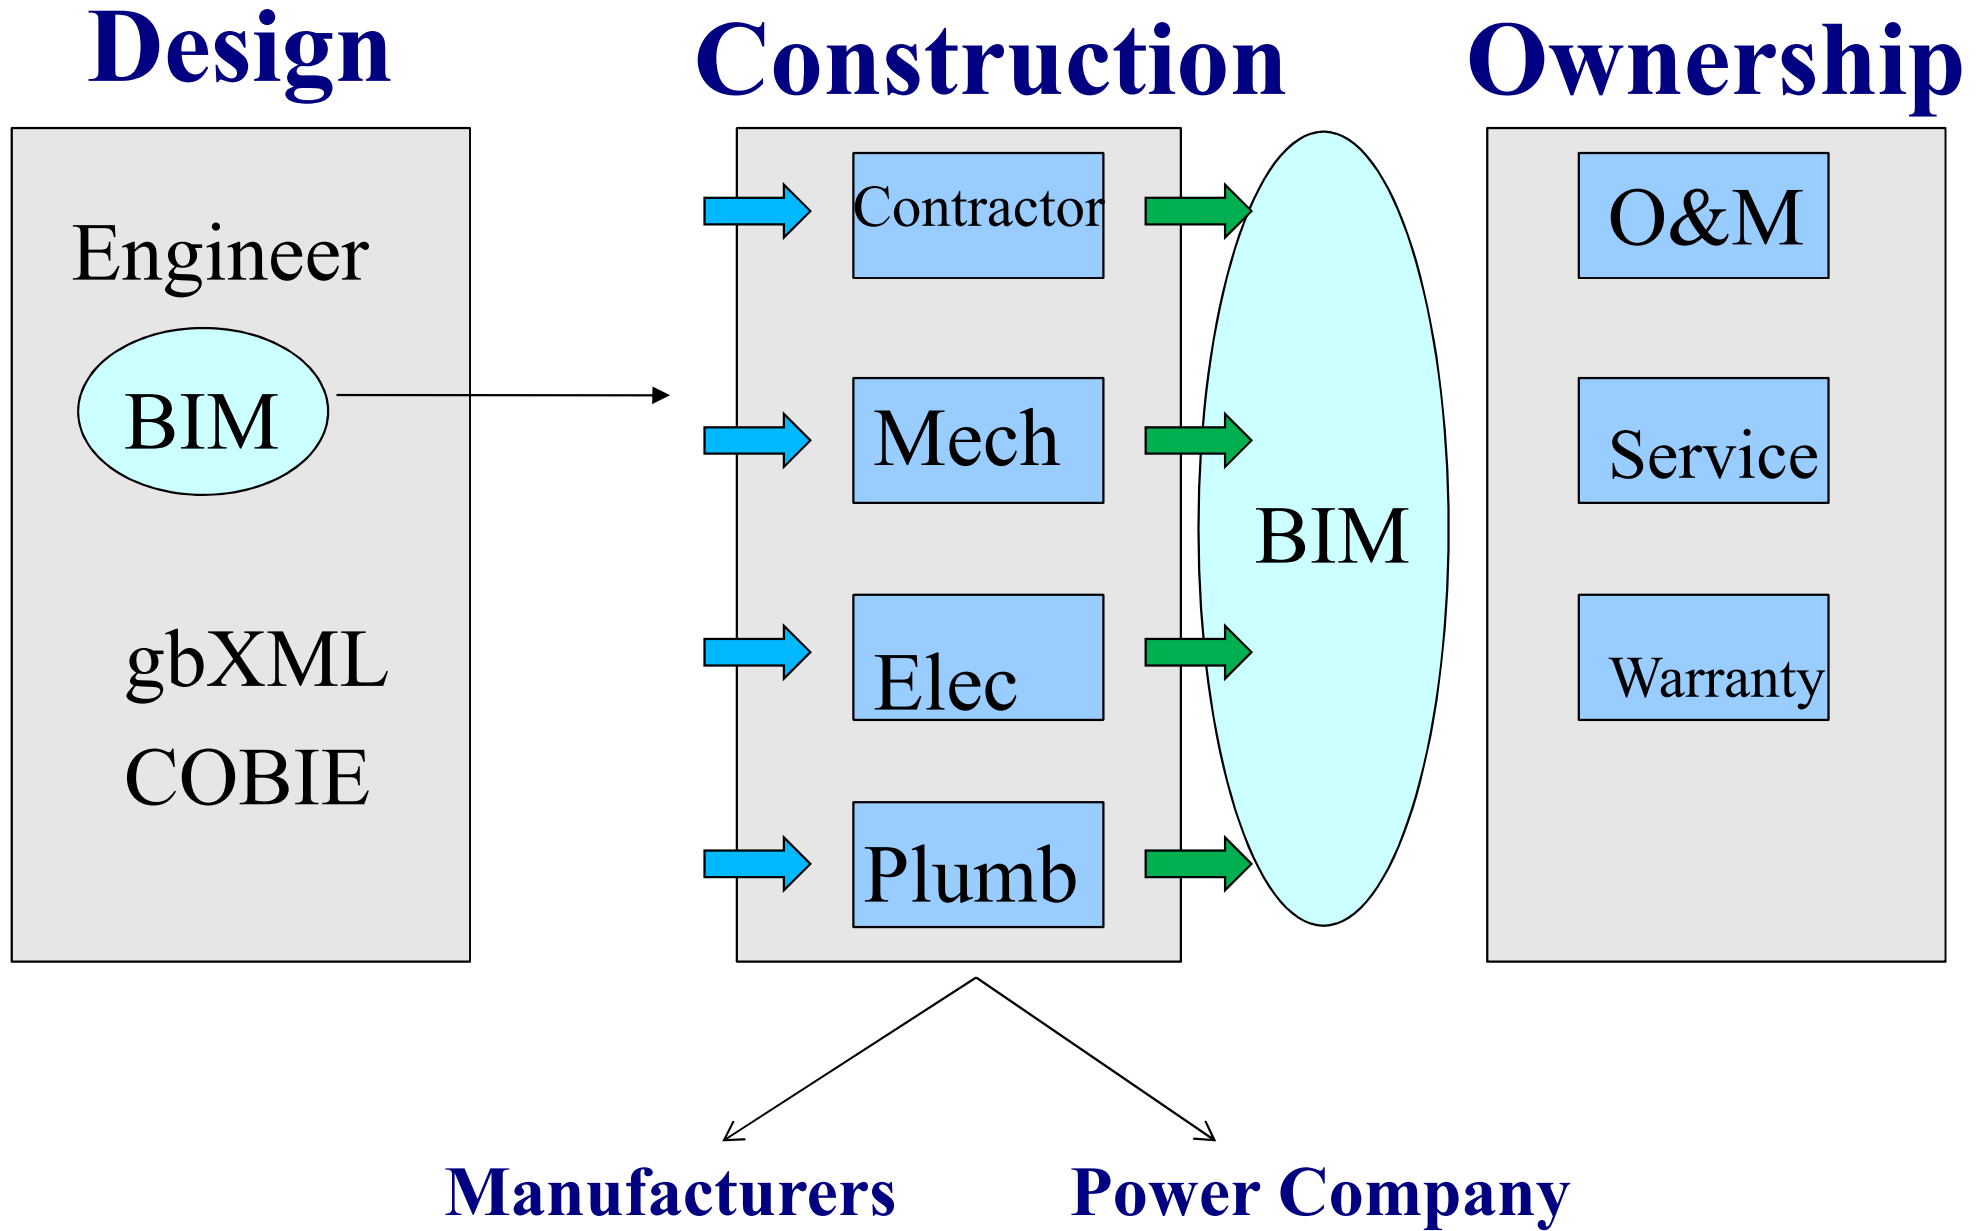 Design
Construction
Ownership
Engineer
BIM
gbXML
COBIE
Contractor
Mech
Elec
Plumb
BIM
O&M
Service
Warranty
Manufacturers
Power Company